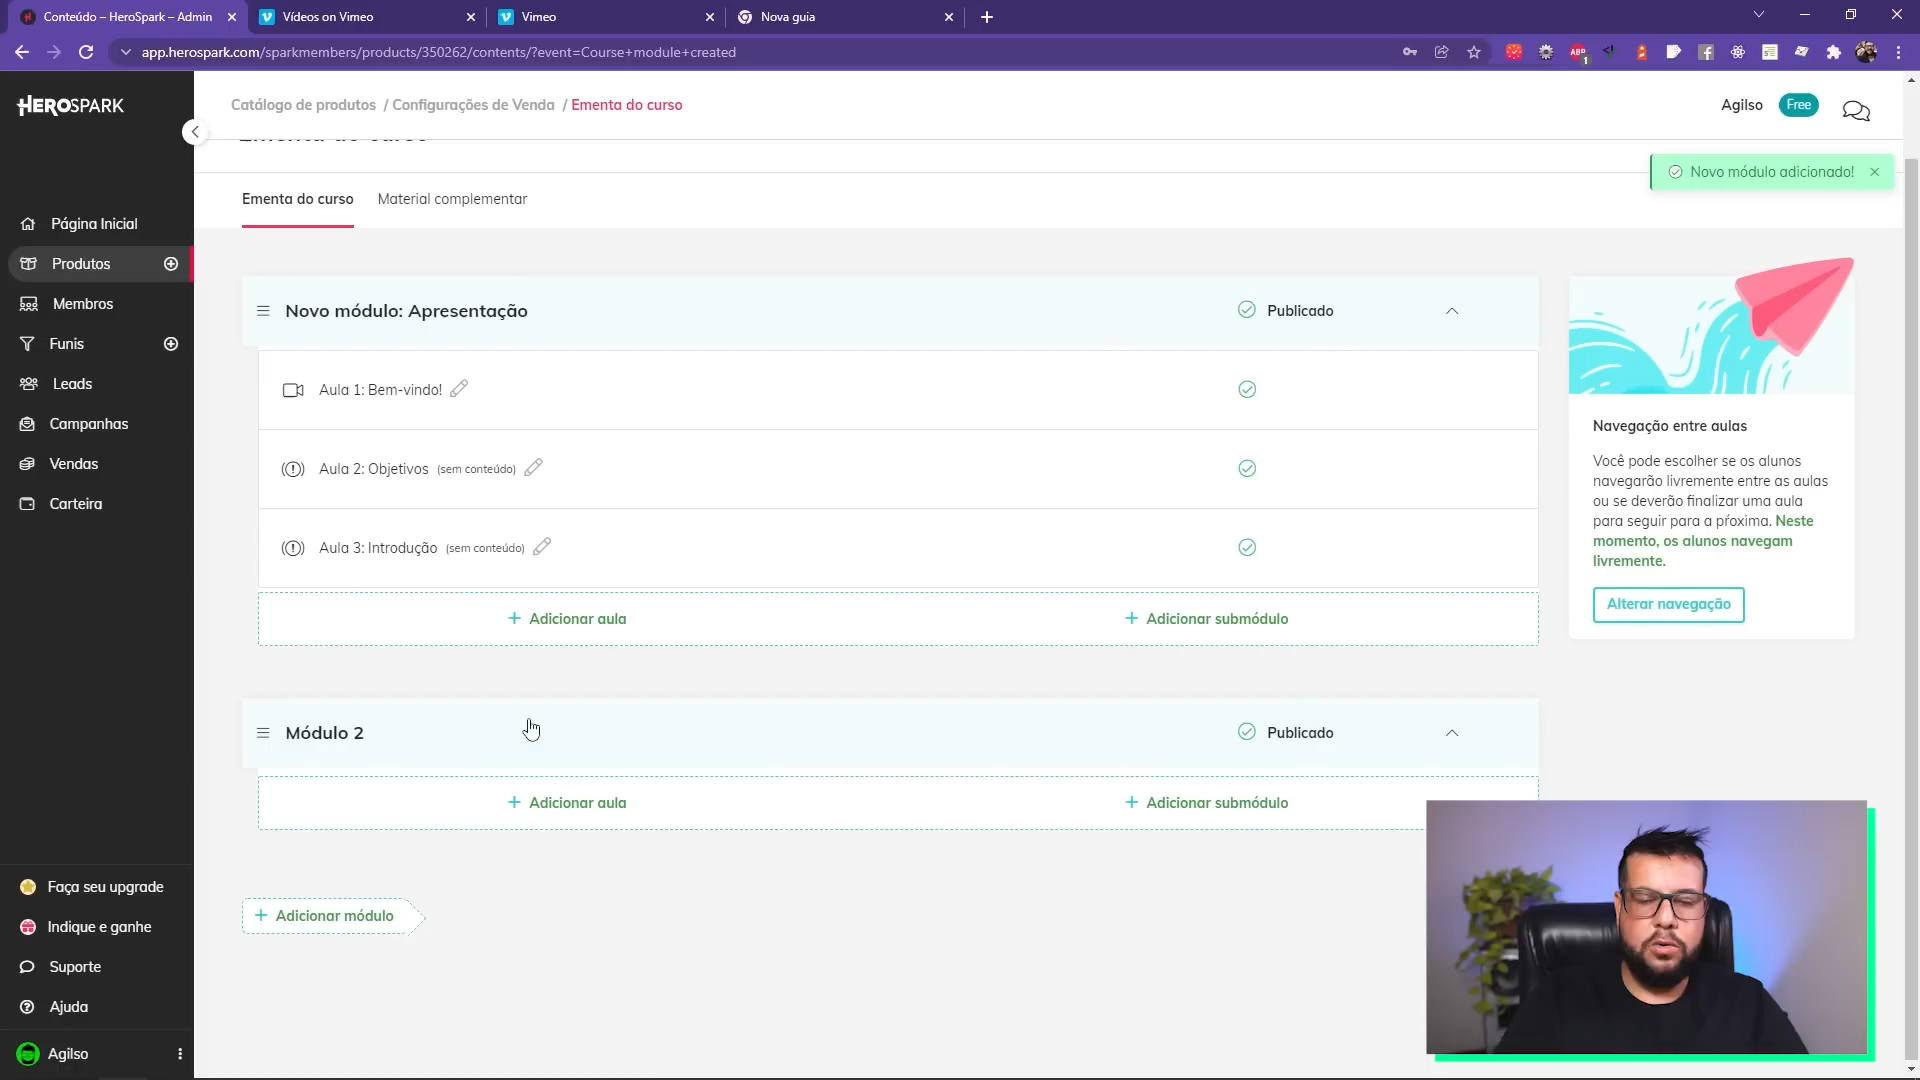 Conteúdo – HeroSpark – Admin
Vídeos on Vimeo
Vimeo
Nova guia
app.herospark.com/sparkmembers/products/350262/contents/?event=Course+module+created
ABP
1
HEROSPARK
Catálogo de produtos / Configurações de Venda / Ementa do curso
Agilso
Free
Ementa do curso
Novo módulo adicionado!
Ementa do curso
Material complementar
Página Inicial
Produtos
Membros
Funis
Leads
Campanhas
Vendas
Carteira
Novo módulo: Apresentação
Publicado
Aula 1: Bem-vindo!
Aula 2: Objetivos (sem conteúdo)
Aula 3: Introdução (sem conteúdo)
+ Adicionar aula
+ Adicionar submódulo
Navegação entre aulas
Você pode escolher se os alunos
navegarão livremente entre as aulas
ou se deverão finalizar uma aula
para seguir para a próxima. Neste
momento, os alunos navegam
livremente.
Alterar navegação
Módulo 2
Publicado
+ Adicionar aula
+ Adicionar submódulo
+ Adicionar módulo
Faça seu upgrade
Indique e ganhe
Suporte
Ajuda
Agilso